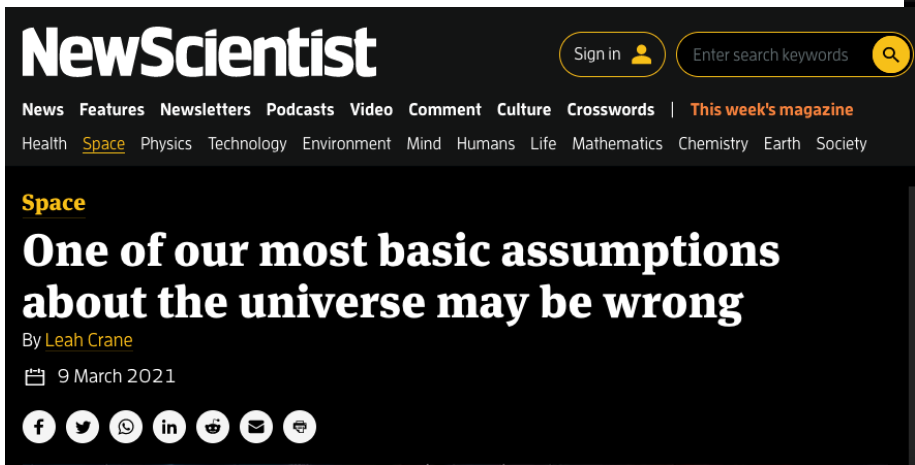 NewScientist
Sign in
Enter search keywords
News Features Newsletters Podcasts Video Comment Culture Crosswords | This week's magazine
Health Space Physics Technology Environment Mind Humans Life Mathematics Chemistry Earth Society
Space
One of our most basic assumptions
about the universe may be wrong
By Leah Crane
9 March 2021